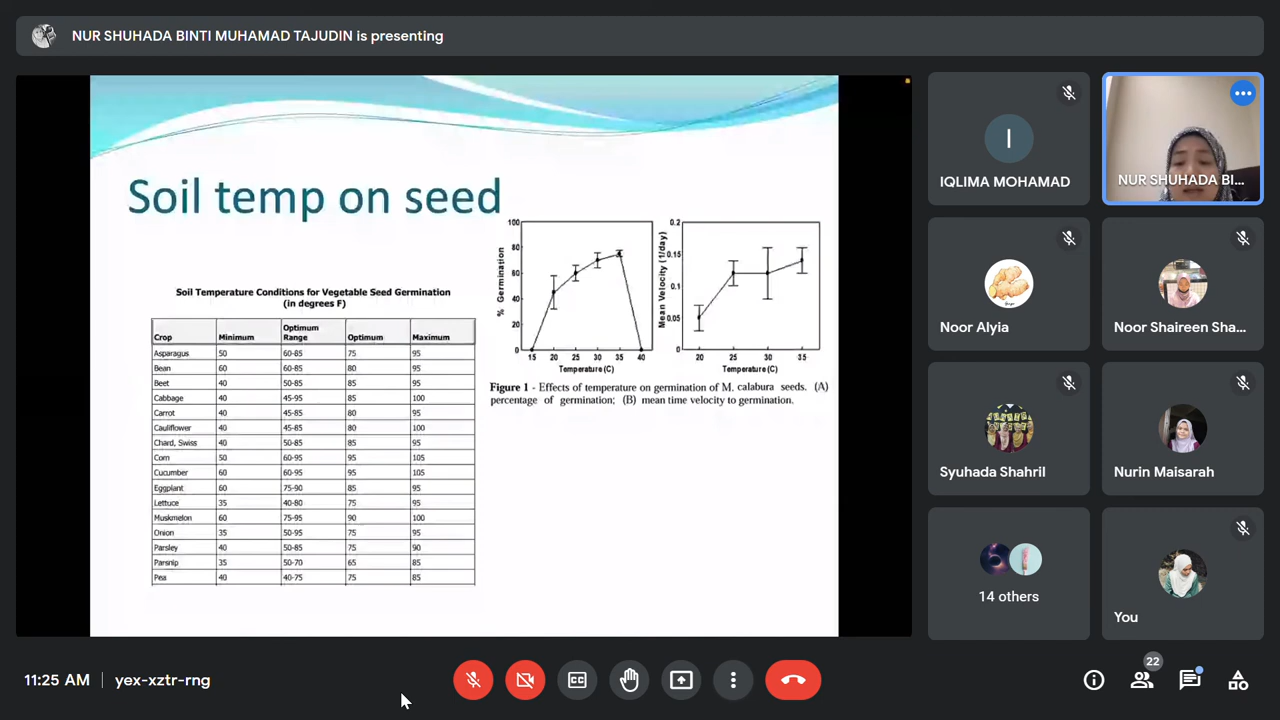 NUR SHUHADA BINTI MUHAMAD TAJUDIN is presenting
Soil temp on seed
Soil Temperature Conditions for Vegetable Seed Germination
(in degrees F)
Crop Minimum Optimum Range Optimum Maximum
Asparagus 50 60-85 75 95
Bean 60 60-85 80 95
Beet 40 50-85 85 95
Cabbage 40 45-95 85 100
Carrot 40 45-85 80 95
Cauliflower 40 45-85 80 100
Chard, Swiss 40 50-85 85 95
Corn 50 60-95 95 105
Cucumber 60 60-95 95 105
Eggplant 60 75-90 85 95
Lettuce 35 40-80 75 95
Muskmelon 60 75-95 90 100
Onion 35 50-95 75 95
Parsley 40 50-85 75 90
Parsnip 35 50-70 65 85
Pea 40 40-75 75 85
% Germination
100
80
60
40
20
0
15 20 25 30 35 40
Temperature (C)
Mean Velocity (1/day)
0.2
0.15
0.1
0.05
0
20 25 30 35
Temperature (C)
Figure 1 - Effects of temperature on germination of M. calabura seeds. (A)
percentage of germination; (B) mean time velocity to germination.
I
IQLIMA MOHAMAD
NUR SHUHADA BI...
Noor Alyia
Noor Shaireen Sha...
Syuhada Shahril
Nurin Maisarah
14 others
You
11:25 AM | yex-xztr-rng
CC
22